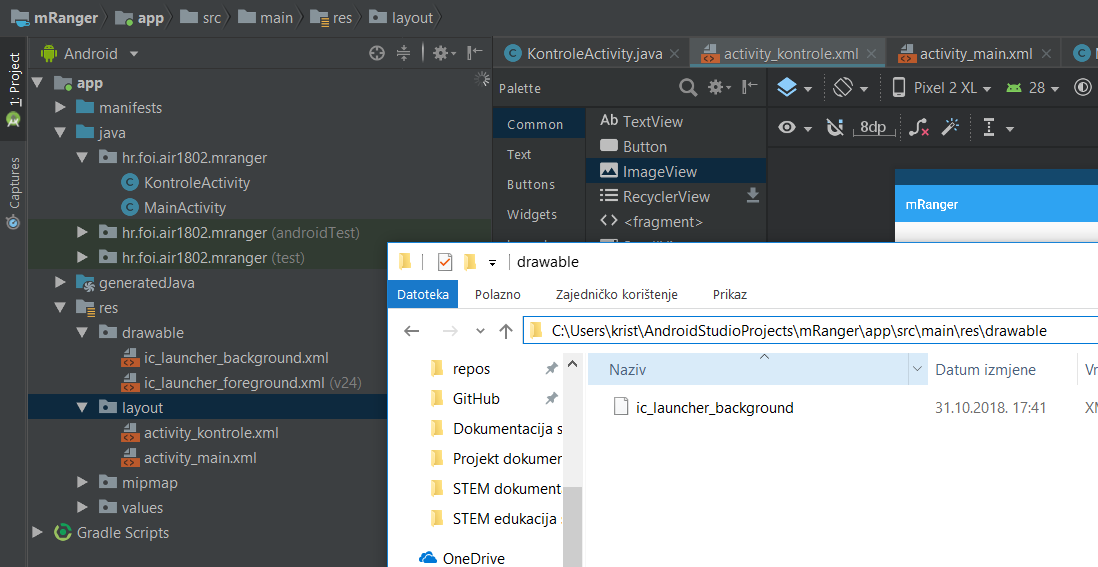 mRanger app src main res layout
1: Project
Captures
Android
app
manifests
java
hr.foi.air1802.mranger
KontroleActivity
MainActivity
hr.foi.air1802.mranger (androidTest)
hr.foi.air1802.mranger (test)
generatedJava
res
drawable
ic_launcher_background.xml
ic_launcher_foreground.xml (v24)
layout
activity_kontrole.xml
activity_main.xml
mipmap
values
Gradle Scripts
KontroleActivity.java activity_kontrole.xml activity_main.xml
Palette
Pixel 2 XL 28
8dp
Common
Text
Buttons
Widgets
Ab TextView
Button
ImageView
RecyclerView
<fragment>
mRanger
drawable
Datoteka Polazno Zajedničko korištenje Prikaz
C:\Users\krist\AndroidStudioProjects\mRanger\app\src\main\res\drawable
repos
GitHub
Dokumentacija s
Projekt dokumen
STEM dokument
STEM edukacija
OneDrive
Naziv Datum izmjene Vr
ic_launcher_background 31.10.2018. 17:41 XM